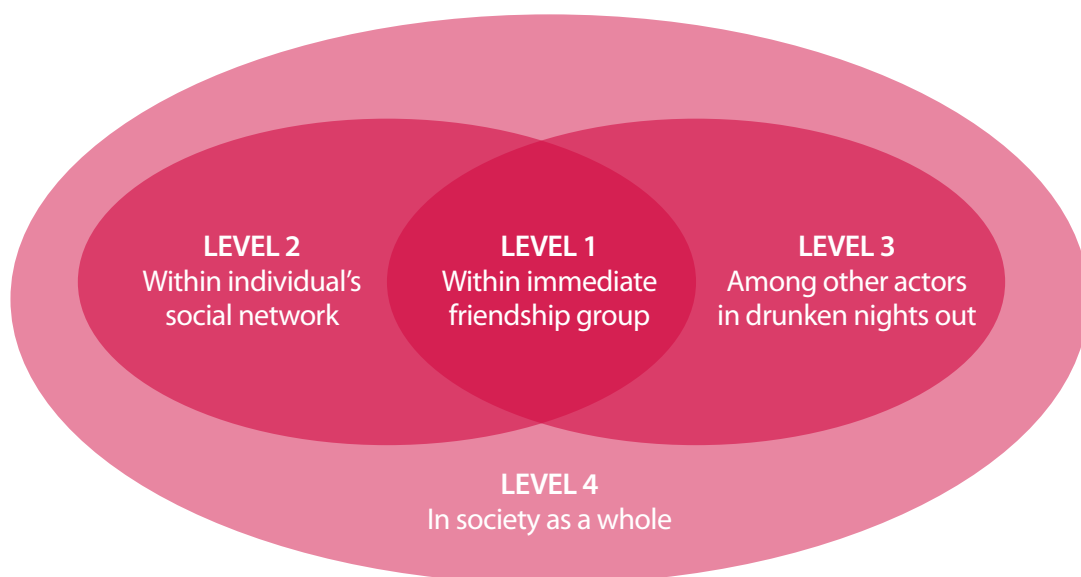 LEVEL 2
Within individual’s
social network
LEVEL 1
Within immediate
friendship group
LEVEL 3
Among other actors
in drunken nights out
LEVEL 4
In society as a whole